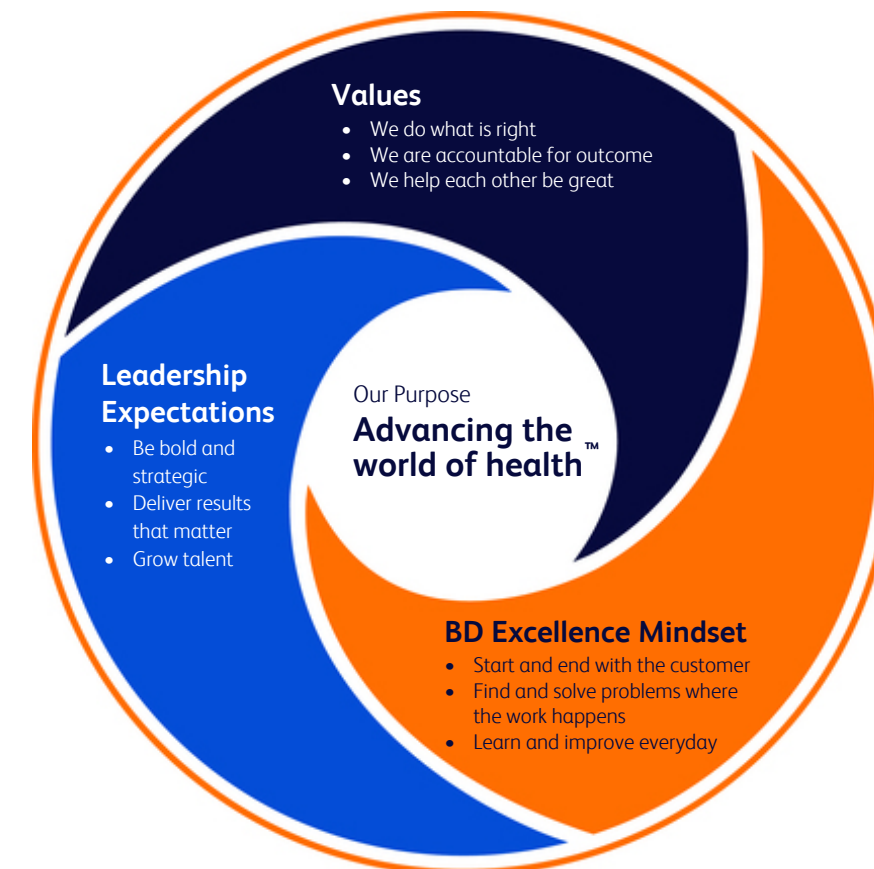 Values
• We do what is right
• We are accountable for outcome
• We help each other be great
Leadership
Expectations
• Be bold and
strategic
• Deliver results
that matter
• Grow talent
Our Purpose
Advancing the
world of health™
BD Excellence Mindset
• Start and end with the customer
• Find and solve problems where
the work happens
• Learn and improve everyday